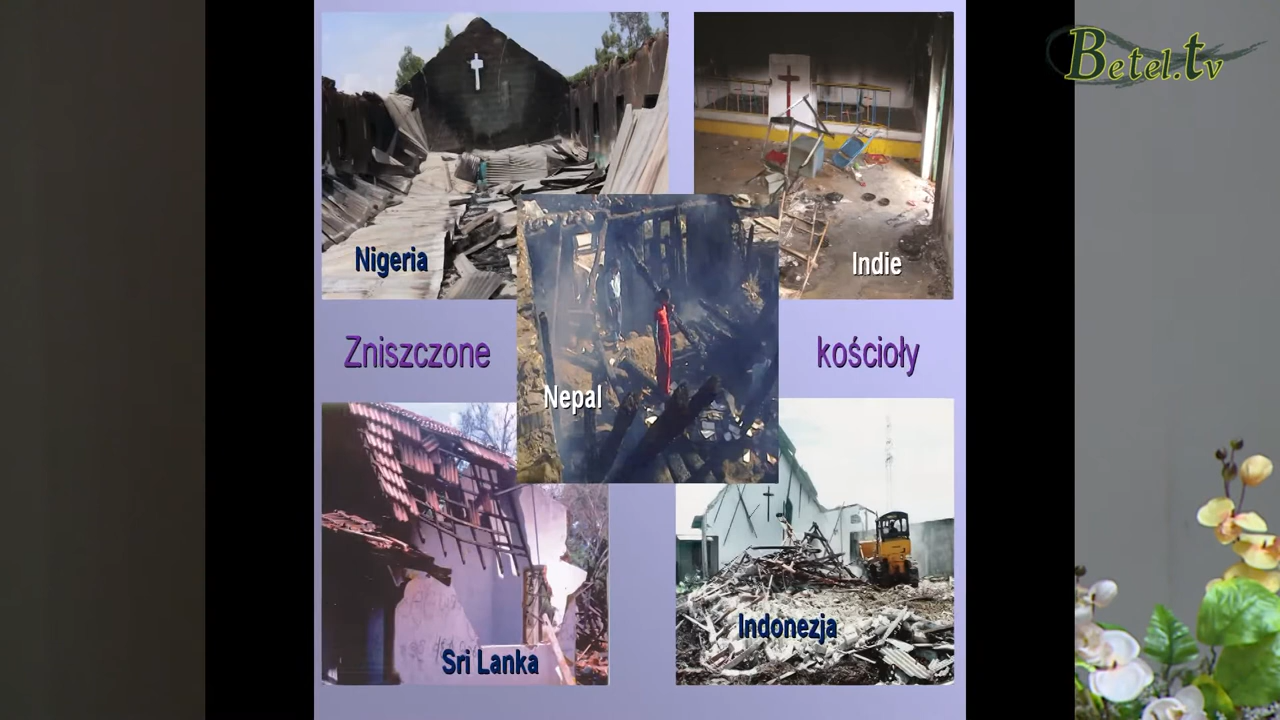 Betel.tv
Nigeria
Indie
Zniszczone
kościoły
Nepal
Indonezja
Sri Lanka